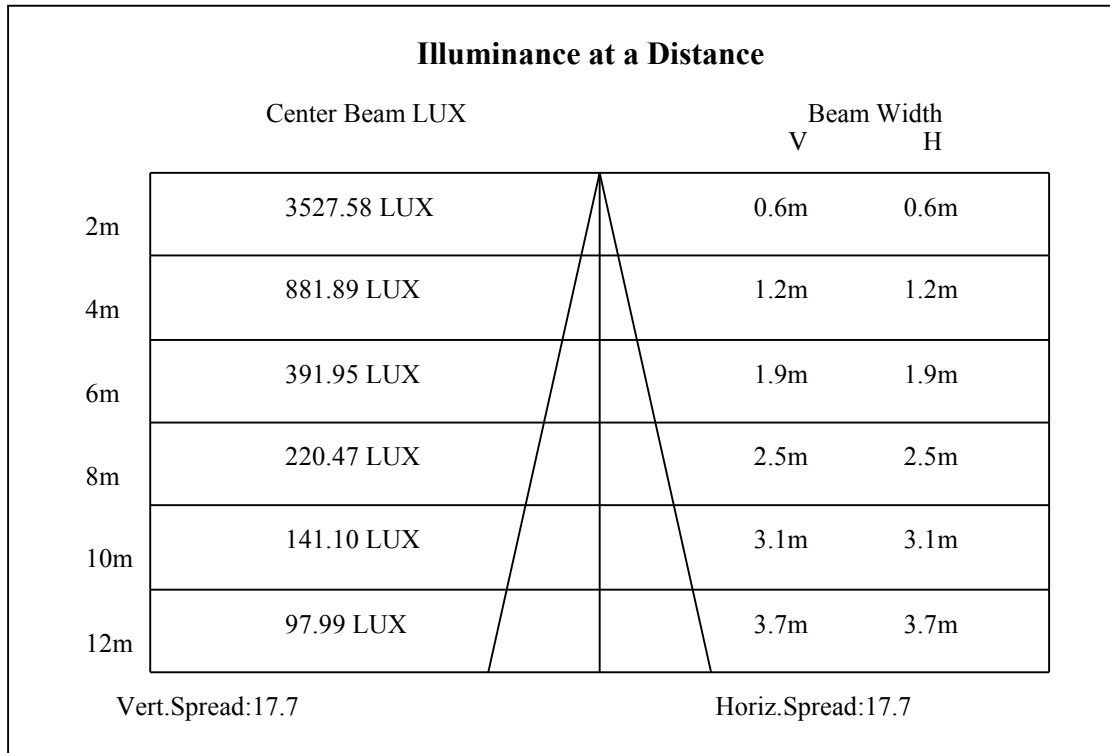 Illuminance at a Distance
Center Beam LUX Beam Width
V H
2m 3527.58 LUX 0.6m 0.6m
4m 881.89 LUX 1.2m 1.2m
6m 391.95 LUX 1.9m 1.9m
8m 220.47 LUX 2.5m 2.5m
10m 141.10 LUX 3.1m 3.1m
12m 97.99 LUX 3.7m 3.7m
Vert.Spread:17.7 Horiz.Spread:17.7